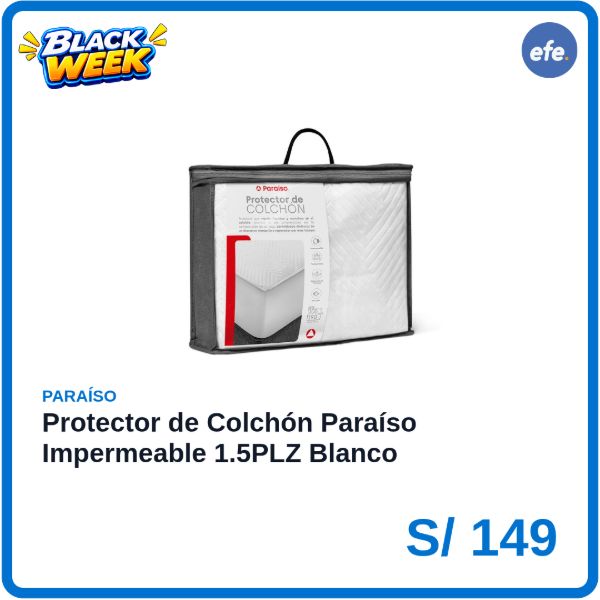 BLACK
WEEK
efe.
Paraíso
Protector de
COLCHÓN
PARAÍSO
Protector de Colchón Paraíso
Impermeable 1.5PLZ Blanco
S/ 149